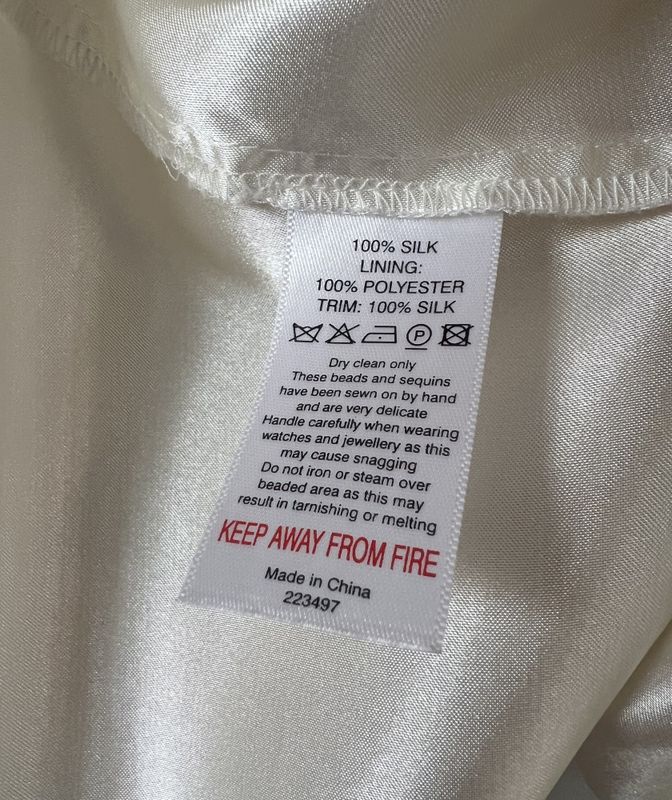 100% SILK
LINING:
100% POLYESTER
TRIM: 100% SILK
P
Dry clean only
These beads and sequins
have been sewn on by hand
and are very delicate
Handle carefully when wearing
watches and jewellery as this
may cause snagging
Do not iron or steam over
beaded area as this may
result in tarnishing or melting
KEEP AWAY FROM FIRE
Made in China
223497